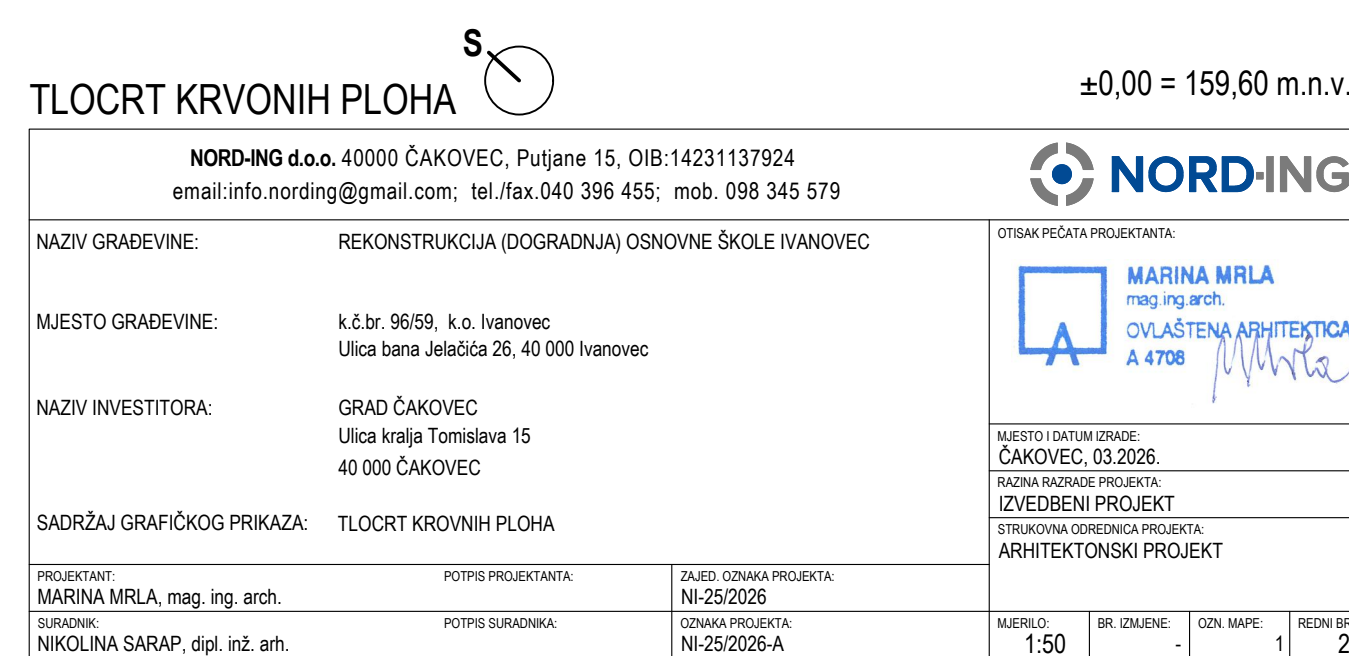 S
TLOCRT KRVONIH PLOHA
±0,00 = 159,60 m.n.v.
NORD-ING d.o.o. 40000 ČAKOVEC, Putjane 15, OIB:14231137924
email:info.nording@gmail.com; tel./fax.040 396 455; mob. 098 345 579
NORD-ING
NAZIV GRAĐEVINE: REKONSTRUKCIJA (DOGRADNJA) OSNOVNE ŠKOLE IVANOVEC
MJESTO GRAĐEVINE: k.č.br. 96/59, k.o. Ivanovec
Ulica bana Jelačića 26, 40 000 Ivanovec
NAZIV INVESTITORA: GRAD ČAKOVEC
Ulica kralja Tomislava 15
40 000 ČAKOVEC
SADRŽAJ GRAFIČKOG PRIKAZA: TLOCRT KROVNIH PLOHA
OTISAK PEČATA PROJEKTANTA:
MARINA MRLA
mag.ing.arch.
OVLAŠTENA ARHITEKTICA
A 4708
MJESTO I DATUM IZRADE:
ČAKOVEC, 03.2026.
RAZINA RAZRADE PROJEKTA:
IZVEDBENI PROJEKT
STRUKOVNA ODREDNICA PROJEKTA:
ARHITEKTONSKI PROJEKT
PROJEKTANT: POTPIS PROJEKTANTA: ZAJED. OZNAKA PROJEKTA:
MARINA MRLA, mag. ing. arch. NI-25/2026
SURADNIK: POTPIS SURADNIKA: OZNAKA PROJEKTA:
NIKOLINA SARAP, dipl. inž. arh. NI-25/2026-A
MJERILO: BR. IZMJENE: OZN. MAPE: REDNI BR
1:50 - 1 2